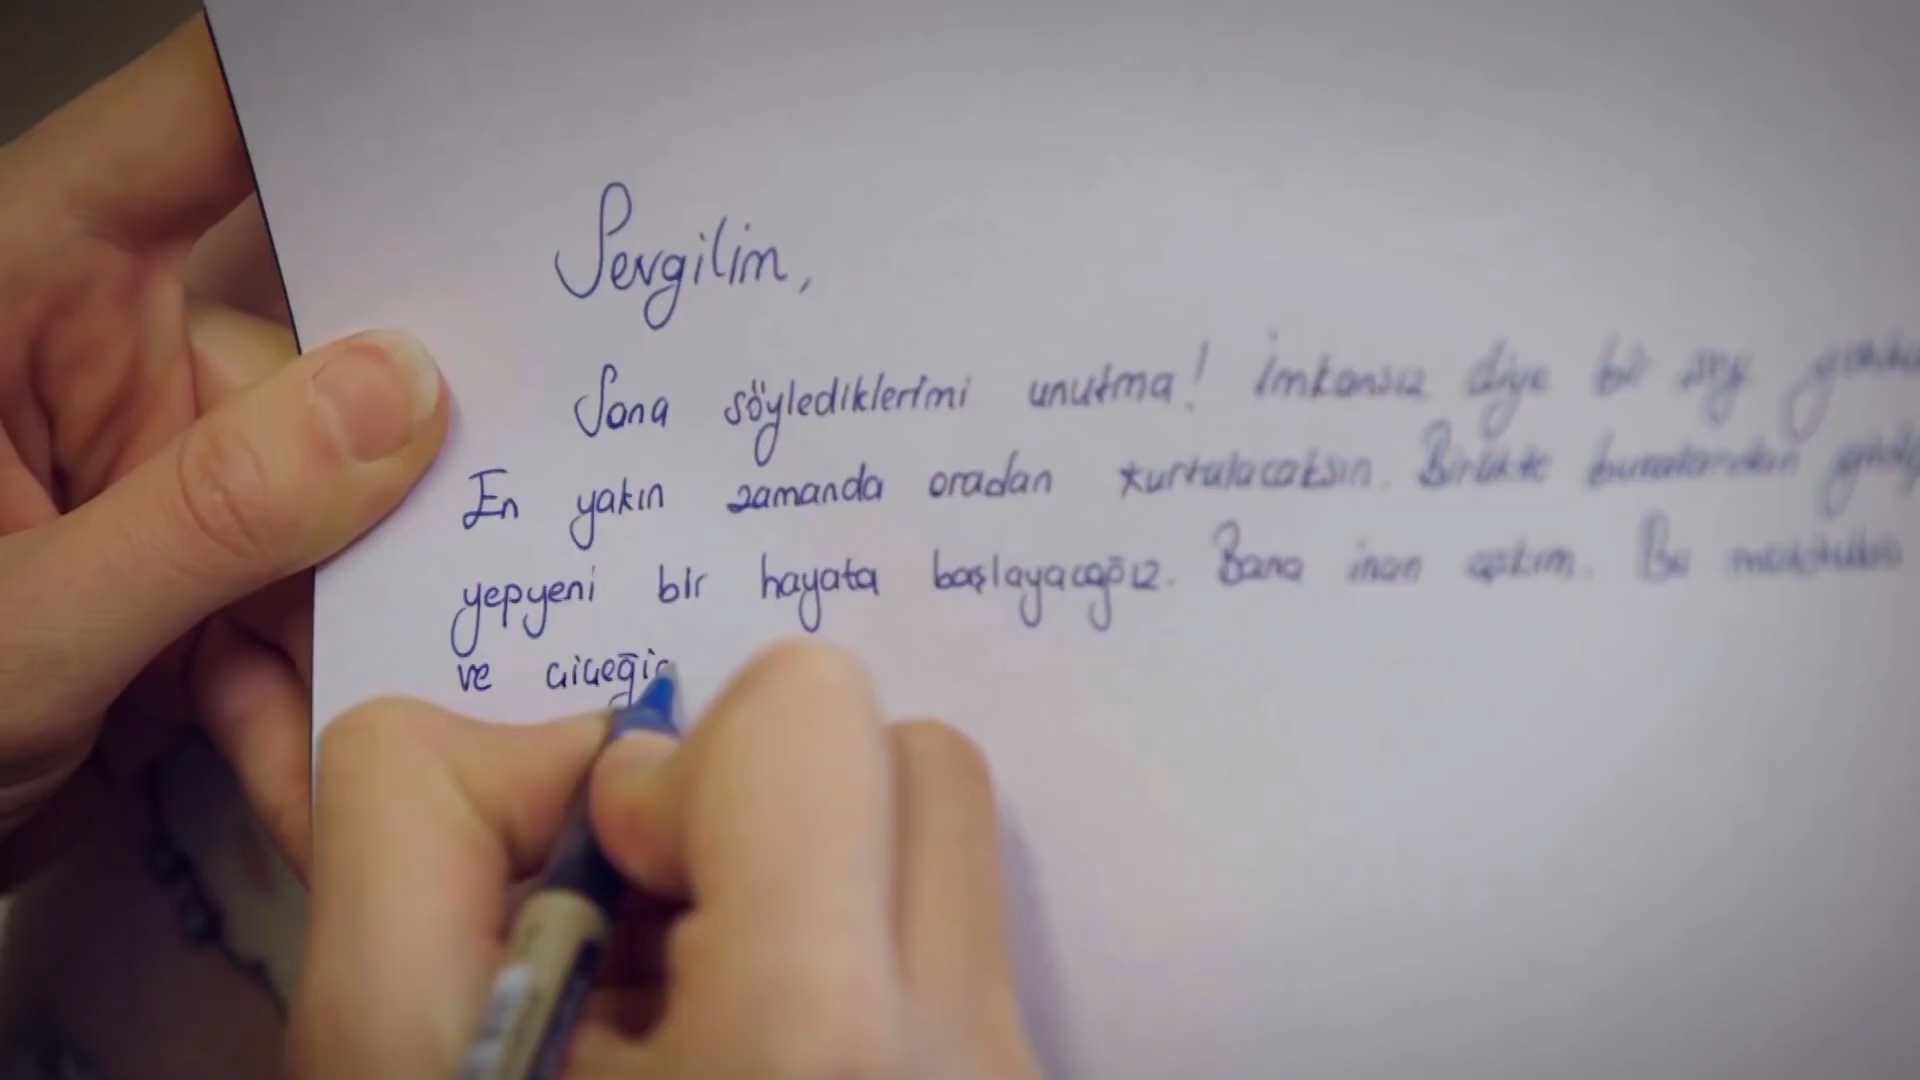 Sevgilim,
Sana söylediklerimi unutma! İmkansız diye bir şey
En yakın zamanda oradan kurtulacaksın. Birlikte buralardan
yepyeni bir hayata başlayacağız. Bana inan aşkım. Bu
ve çiçeği